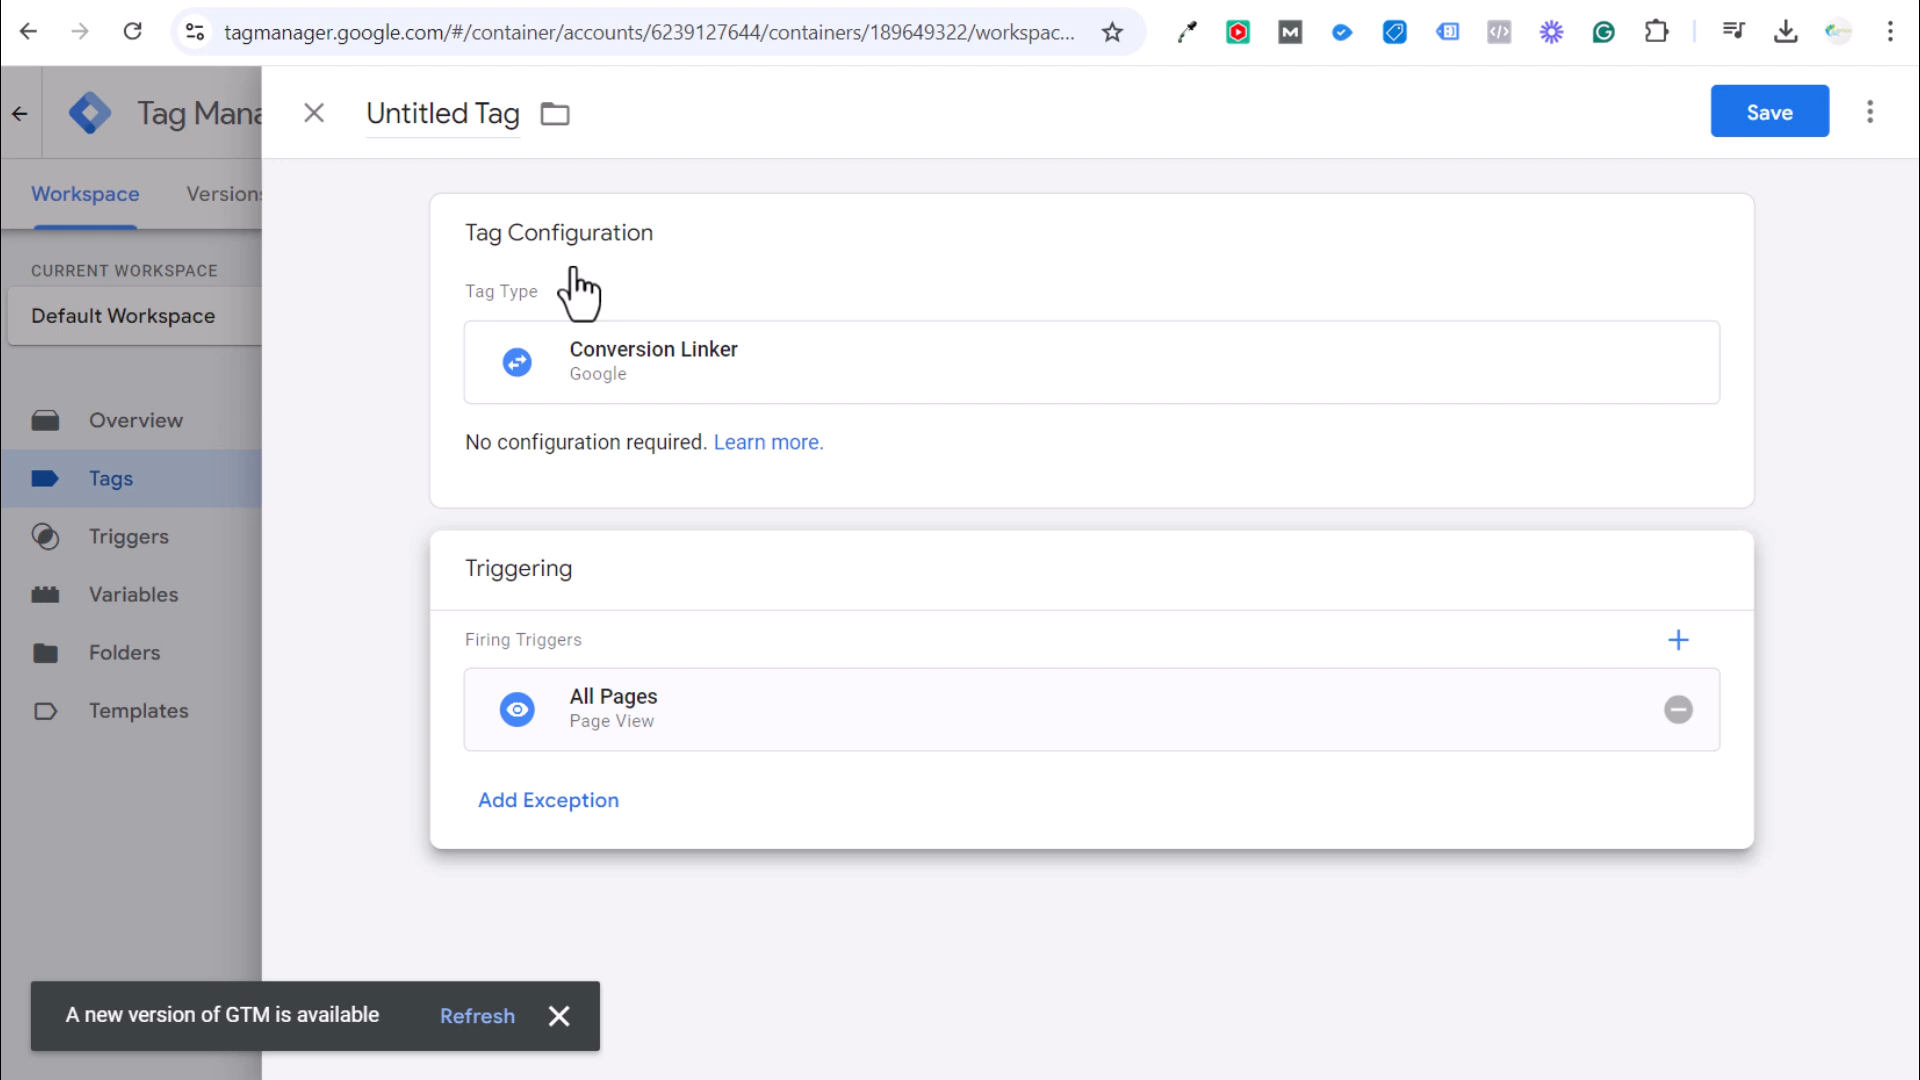 tagmanager.google.com/#/container/accounts/6239127644/containers/189649322/workspac...
Tag Mana
Untitled Tag
Save
Workspace
Versions
CURRENT WORKSPACE
Default Workspace
Overview
Tags
Triggers
Variables
Folders
Templates
Tag Configuration
Tag Type
Conversion Linker
Google
No configuration required. Learn more.
Triggering
Firing Triggers
All Pages
Page View
Add Exception
A new version of GTM is available
Refresh